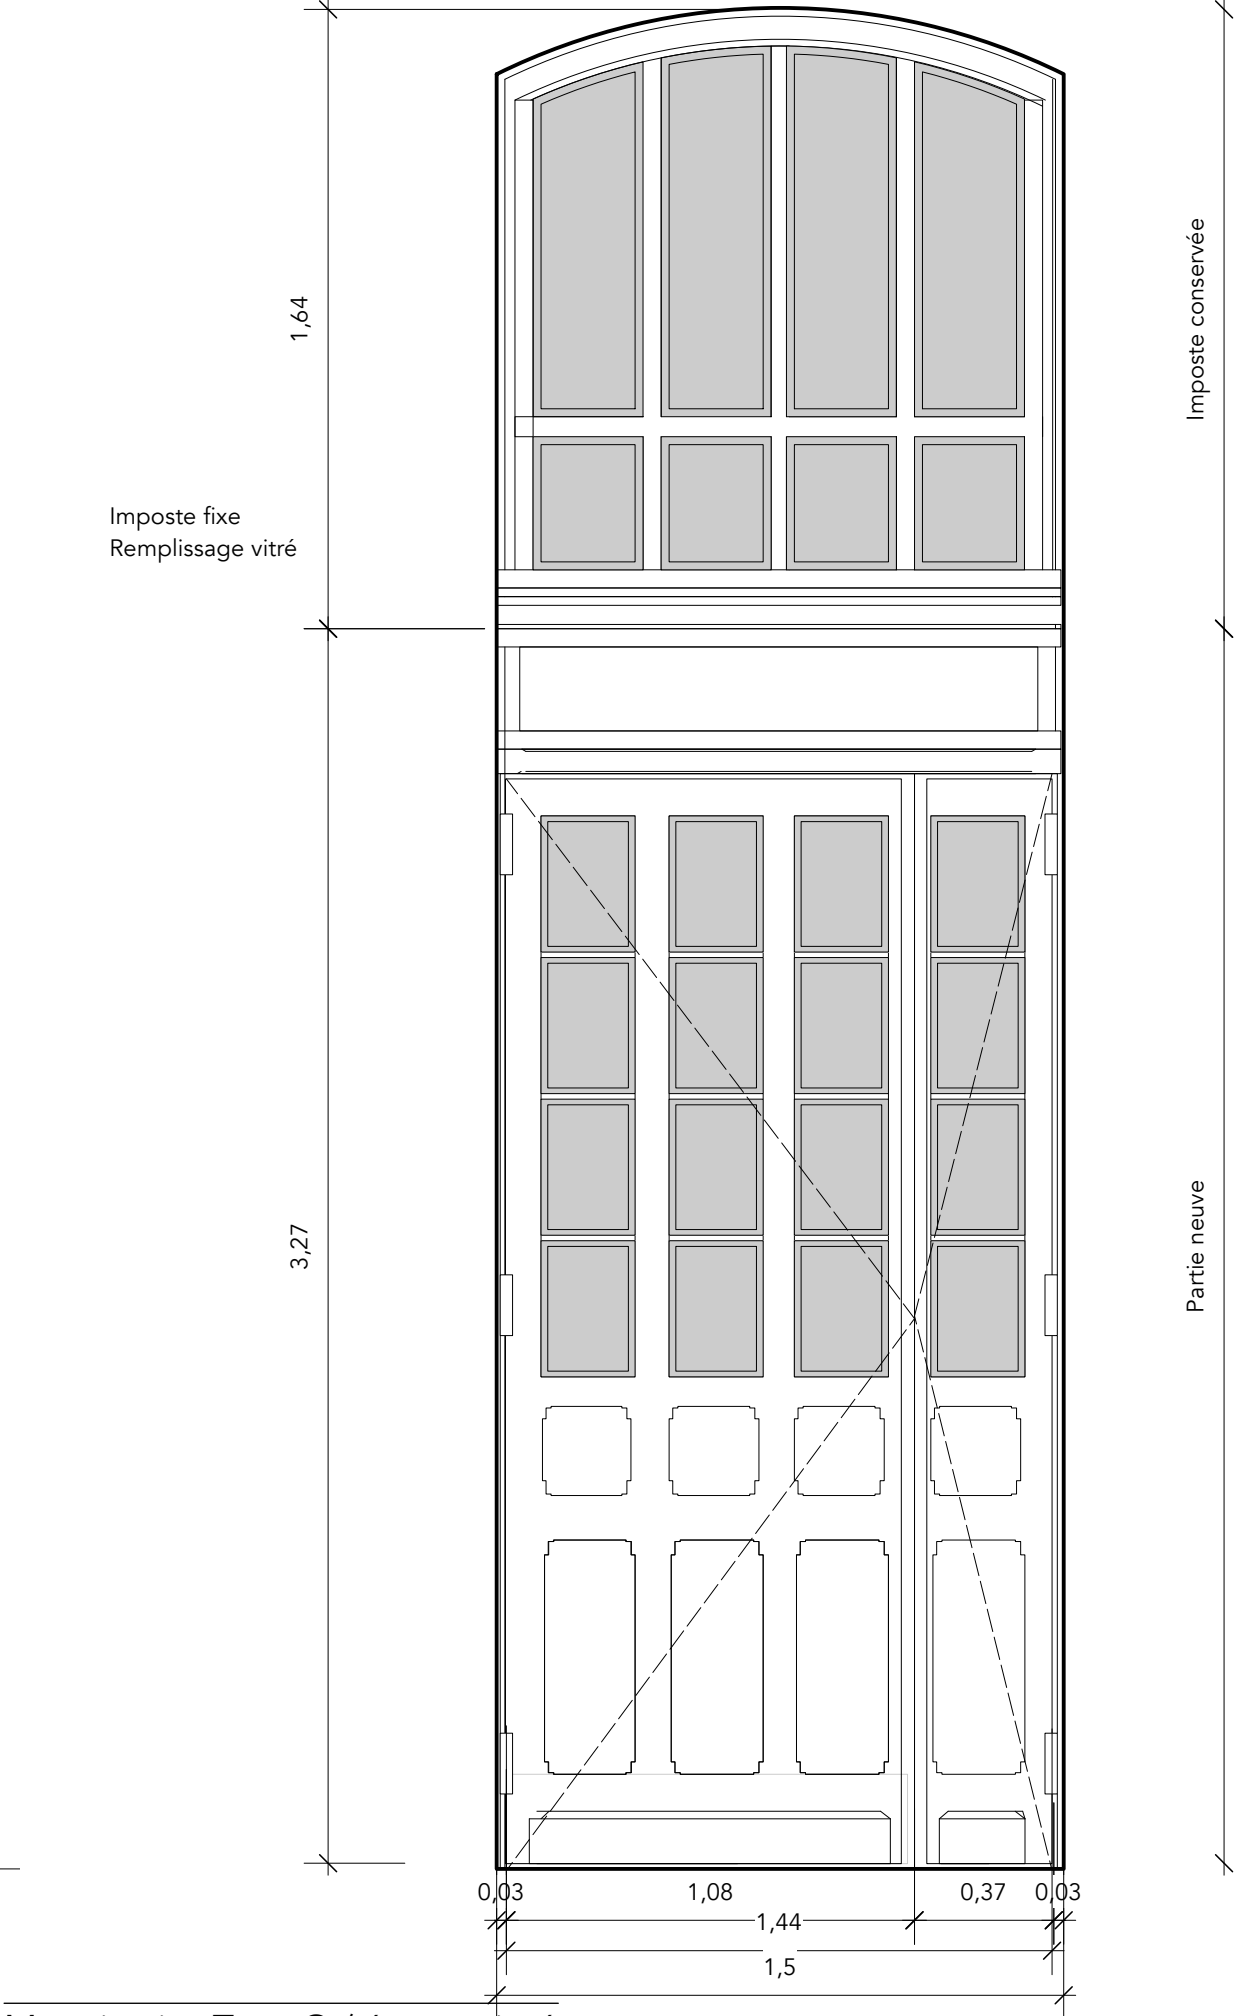 1,64
Imposte conservée
Imposte fixe
Remplissage vitré
3,27
Partie neuve
0,03 1,08 0,37 0,03
1,44
1,5